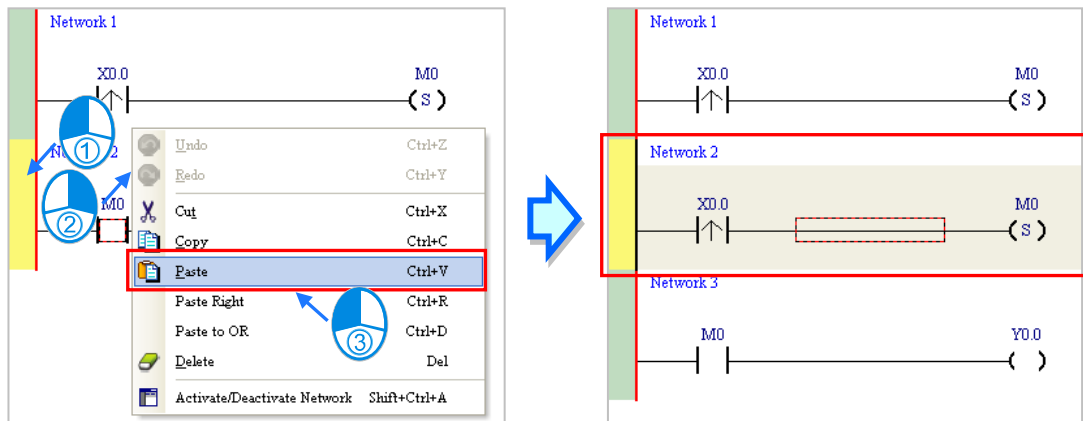 Network 1
X0.0 M0
S
①
2
②
M0
Undo Ctrl+Z
Redo Ctrl+Y
Cut Ctrl+X
Copy Ctrl+C
Paste Ctrl+V
Paste Right Ctrl+R
Paste to OR Ctrl+D
③
Delete Del
Activate/Deactivate Network Shift+Ctrl+A
Network 1
X0.0 M0
S
Network 2
X0.0 M0
S
Network 3
M0 Y0.0